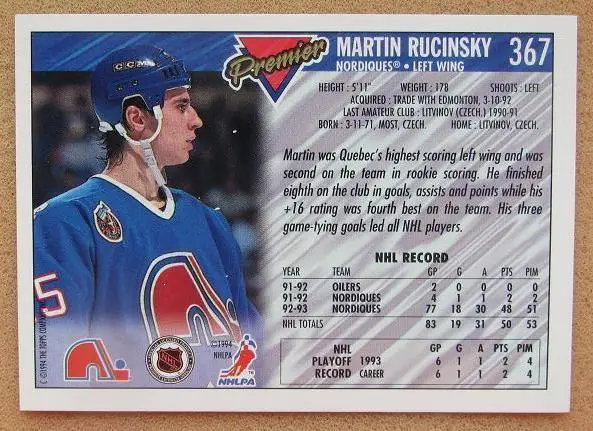 CCM
Premier
MARTIN RUCINSKY 367
NORDIQUES® • LEFT WING
HEIGHT : 5'11" WEIGHT : 178 SHOOTS : LEFT
ACQUIRED : TRADE WITH EDMONTON, 3-10-92
LAST AMATEUR CLUB : LITVINOV (CZECH.) 1990-91
BORN : 3-11-71, MOST, CZECH. HOME : LITVINOV, CZECH.
Martin was Quebec's highest scoring left wing and was
second on the team in rookie scoring. He finished
eighth on the club in goals, assists and points while his
+16 rating was fourth best on the team. His three
game-tying goals led all NHL players.
NHL RECORD
YEAR TEAM GP G A PTS PIM
91-92 OILERS 2 0 0 0 0
91-92 NORDIQUES 4 1 1 2 2
92-93 NORDIQUES 77 18 30 48 51
NHL TOTALS 83 19 31 50 53
NHL GP G A PTS PIM
PLAYOFF 1993 6 1 1 2 4
RECORD CAREER 6 1 1 2 4
5
©1994
NHLPA
NHL
NHLPA
©1994 THE TOPPS COMPANY